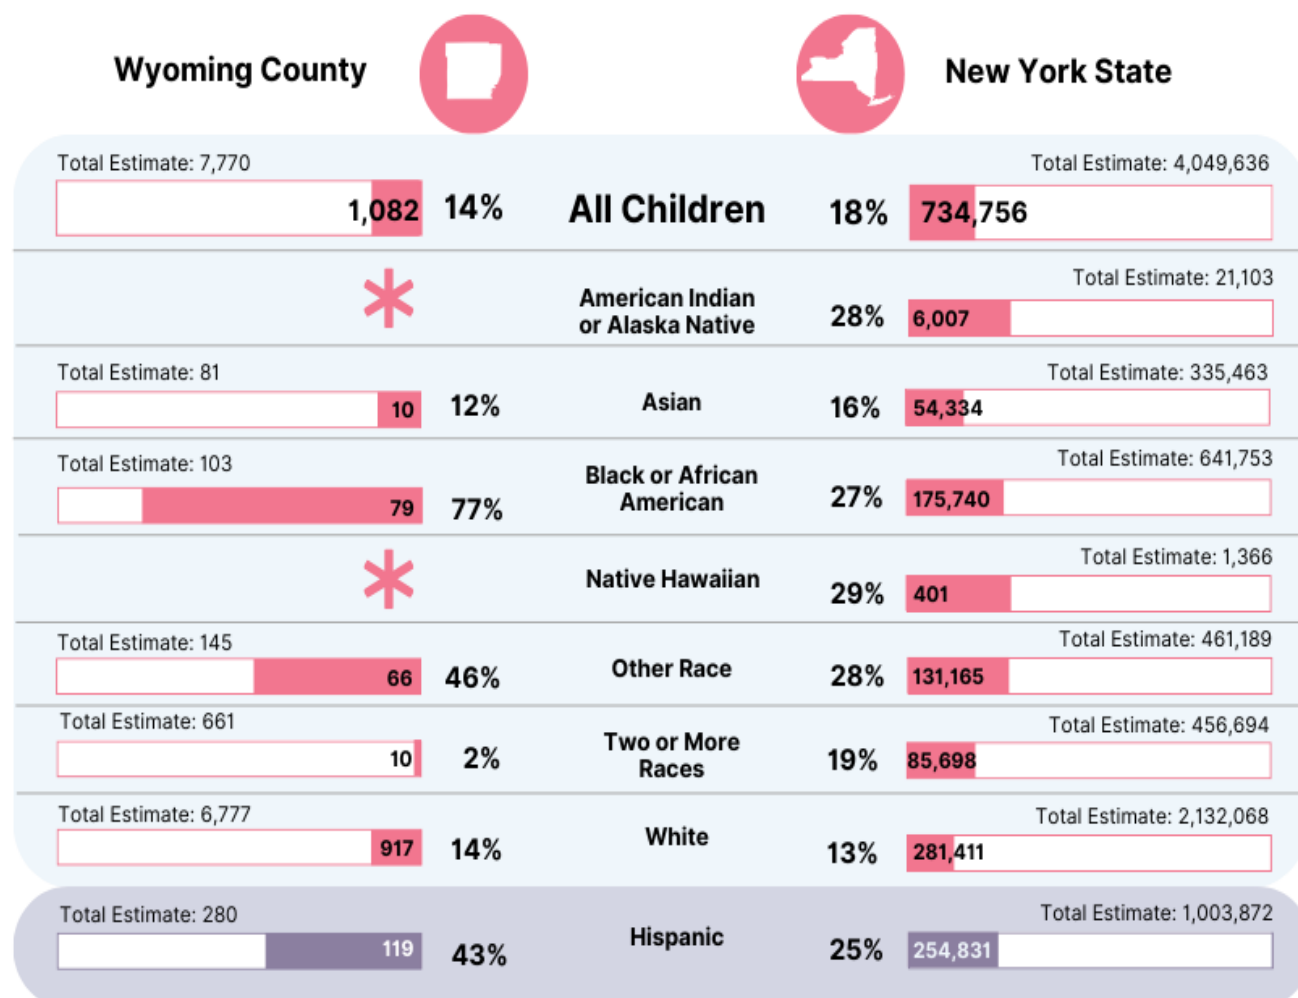 Wyoming County
New York State
Total Estimate: 7,770
Total Estimate: 4,049,636
1,082 14% All Children 18% 734,756
Total Estimate: 21,103
* American Indian
or Alaska Native 28% 6,007
Total Estimate: 81
Total Estimate: 335,463
10 12% Asian 16% 54,334
Total Estimate: 103
Total Estimate: 641,753
79 77% Black or African
American 27% 175,740
Total Estimate: 1,366
* Native Hawaiian 29% 401
Total Estimate: 145
Total Estimate: 461,189
66 46% Other Race 28% 131,165
Total Estimate: 661
Total Estimate: 456,694
10 2% Two or More
Races 19% 85,698
Total Estimate: 6,777
Total Estimate: 2,132,068
917 14% White 13% 281,411
Total Estimate: 280
Total Estimate: 1,003,872
119 43% Hispanic 25% 254,831